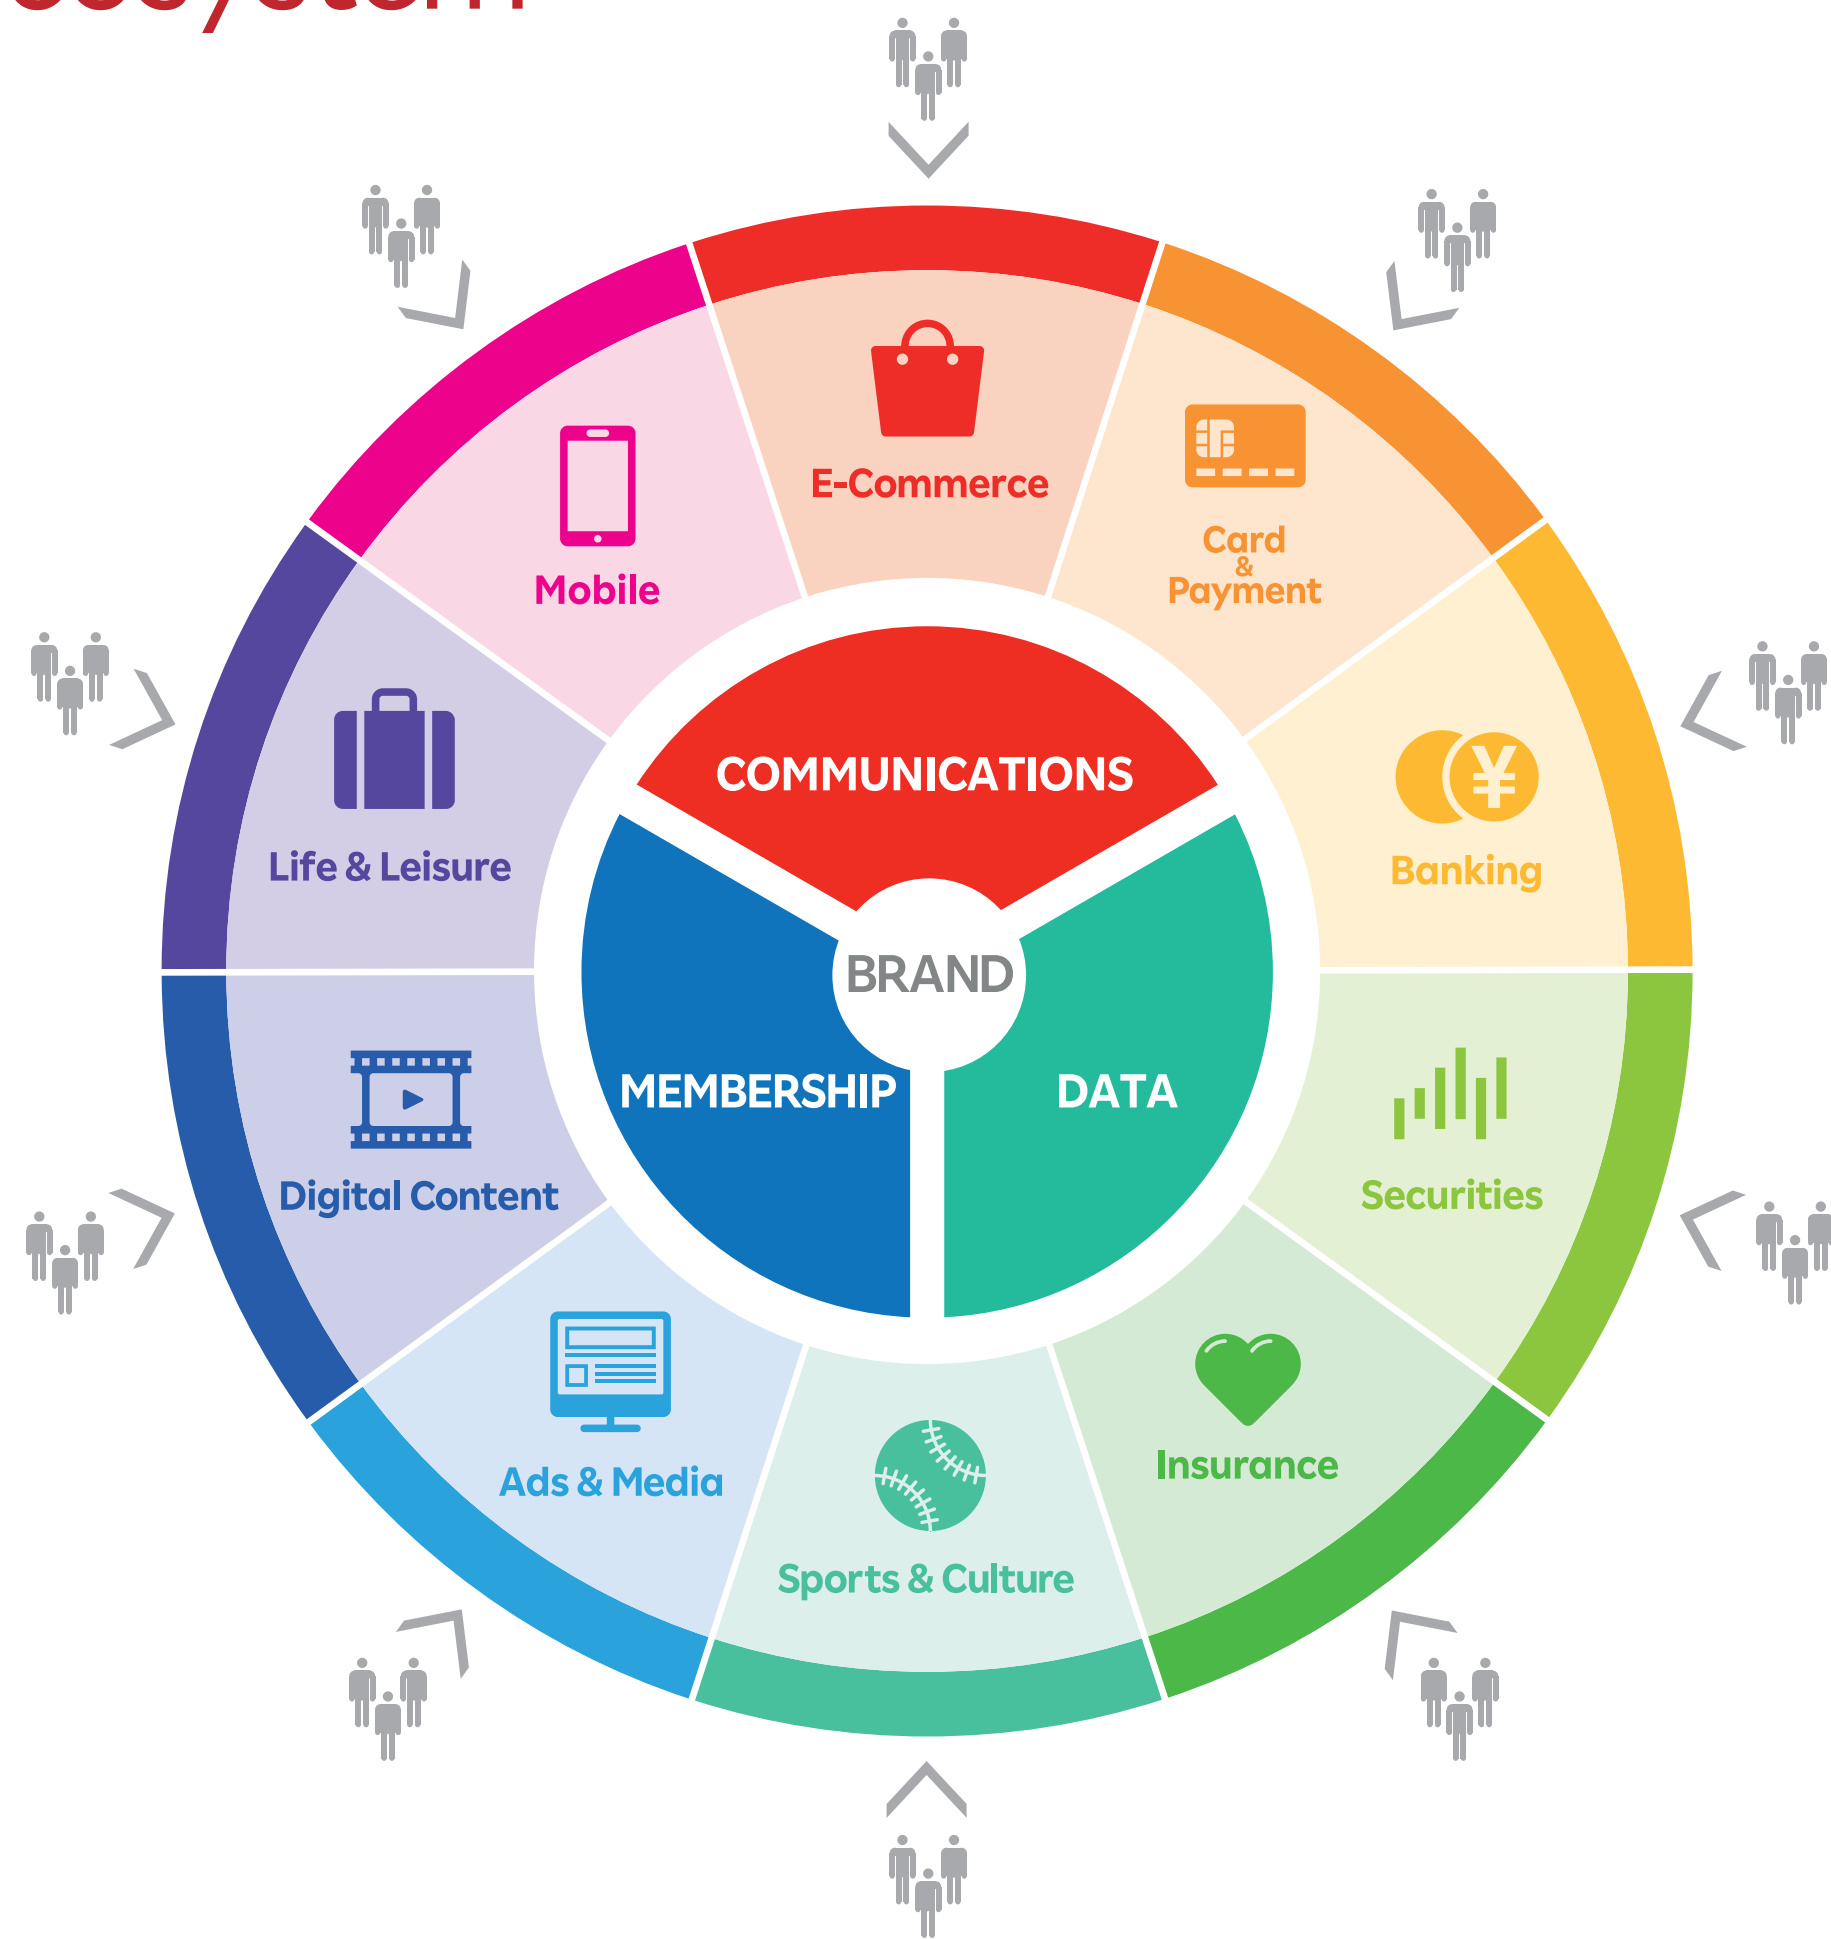 E-Commerce
Card
&
Payment
Mobile
COMMUNICATIONS
Life & Leisure
Banking
BRAND
MEMBERSHIP
DATA
Digital Content
Securities
Insurance
Ads & Media
Sports & Culture
¥